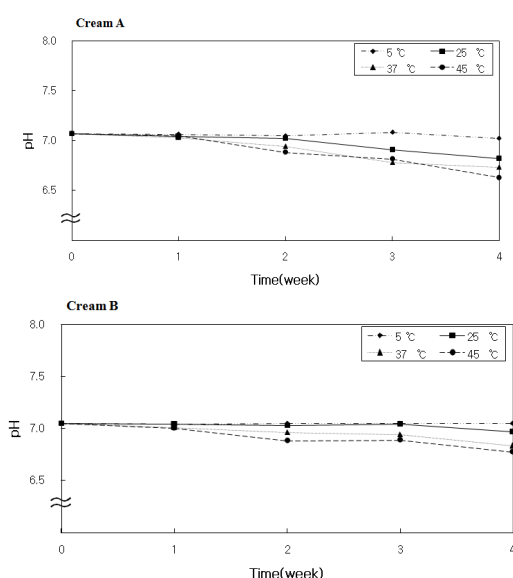 Cream A
8.0
5 ℃ 25 ℃
37 ℃ 45 ℃
7.5
7.0
pH
6.5
0 1 2 3 4
Time(week)
Cream B
8.0
5 ℃ 25 ℃
37 ℃ 45 ℃
7.5
7.0
pH
6.5
0 1 2 3 4
Time(week)